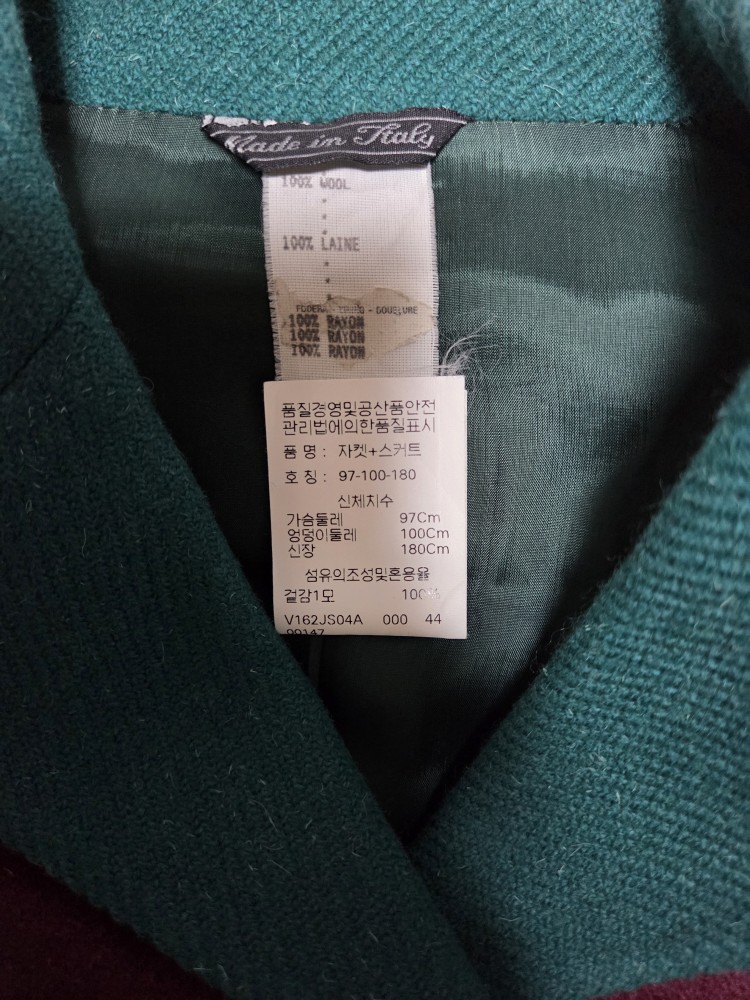 Made in Italy
100% WOOL
100% LAINE
FODERA - DOUBLURE
100% RAYON
100% RAYON
100% RAYON
품질경영및공산품안전
관리법에의한품질표시
품 명 : 자켓+스커트
호 칭 : 97-100-180
신체치수
가슴둘레 97Cm
엉덩이둘레 100Cm
신장 180Cm
섬유의조성및혼용율
겉감1모 100%
V162JS04A 000 44